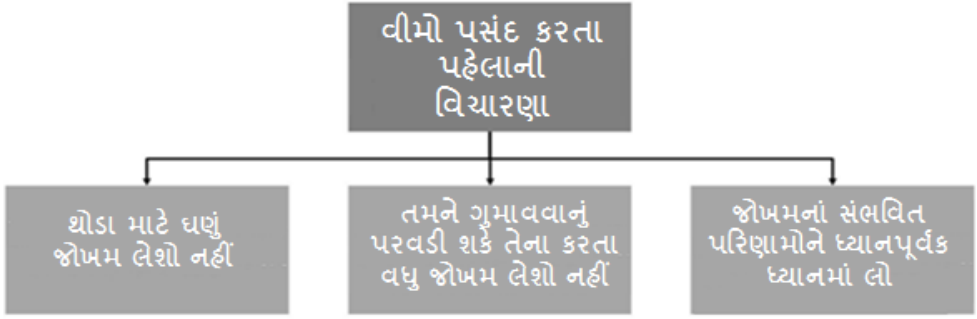 વીમો પસંદ કરતા
પહેલાની
વિચારણા
થોડા માટે ઘણું
જોખમ લેશો નહીં
તમને ગુમાવવાનું
પરવડી શકે તેના કરતા
વધુ જોખમ લેશો નહીં
જોખમનાં સંભવિત
પરિણામોને ધ્યાનપૂર્વક
ધ્યાનમાં લો